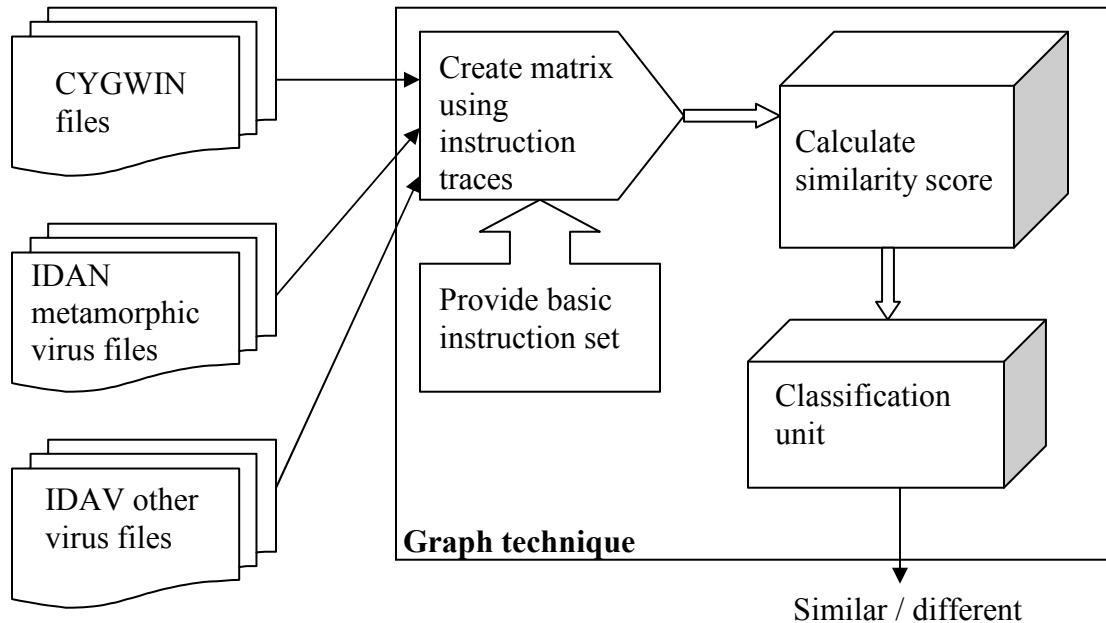 CYGWIN
files
IDAN
metamorphic
virus files
IDAV other
virus files
Create matrix
using
instruction
traces
Provide basic
instruction set
Calculate
similarity score
Classification
unit
Graph technique
Similar / different